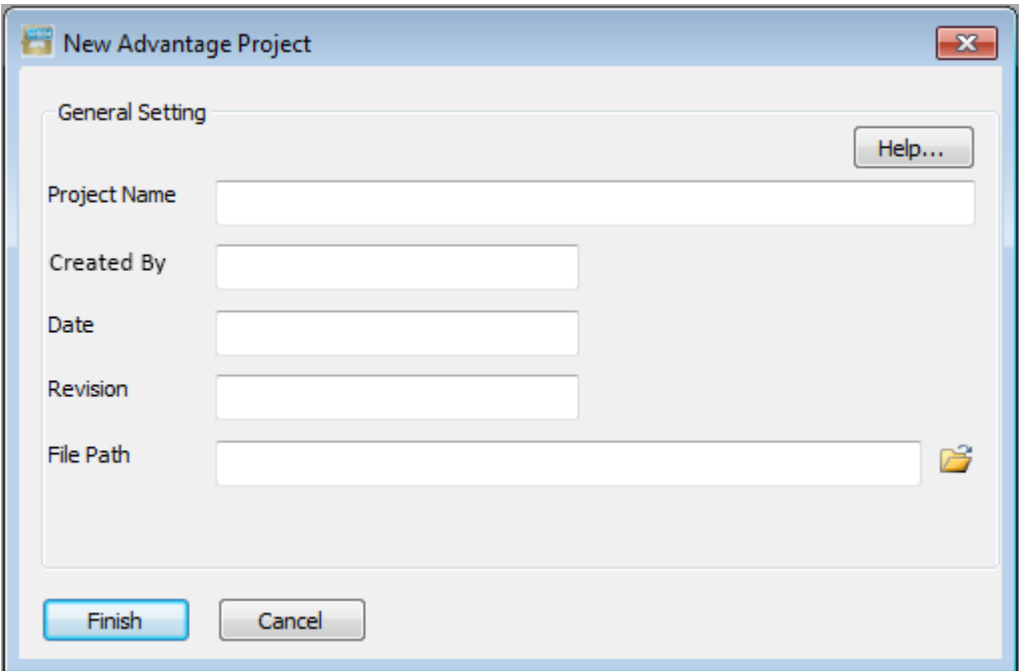 New Advantage Project
General Setting
Help...
Project Name
Created By
Date
Revision
File Path
Finish Cancel